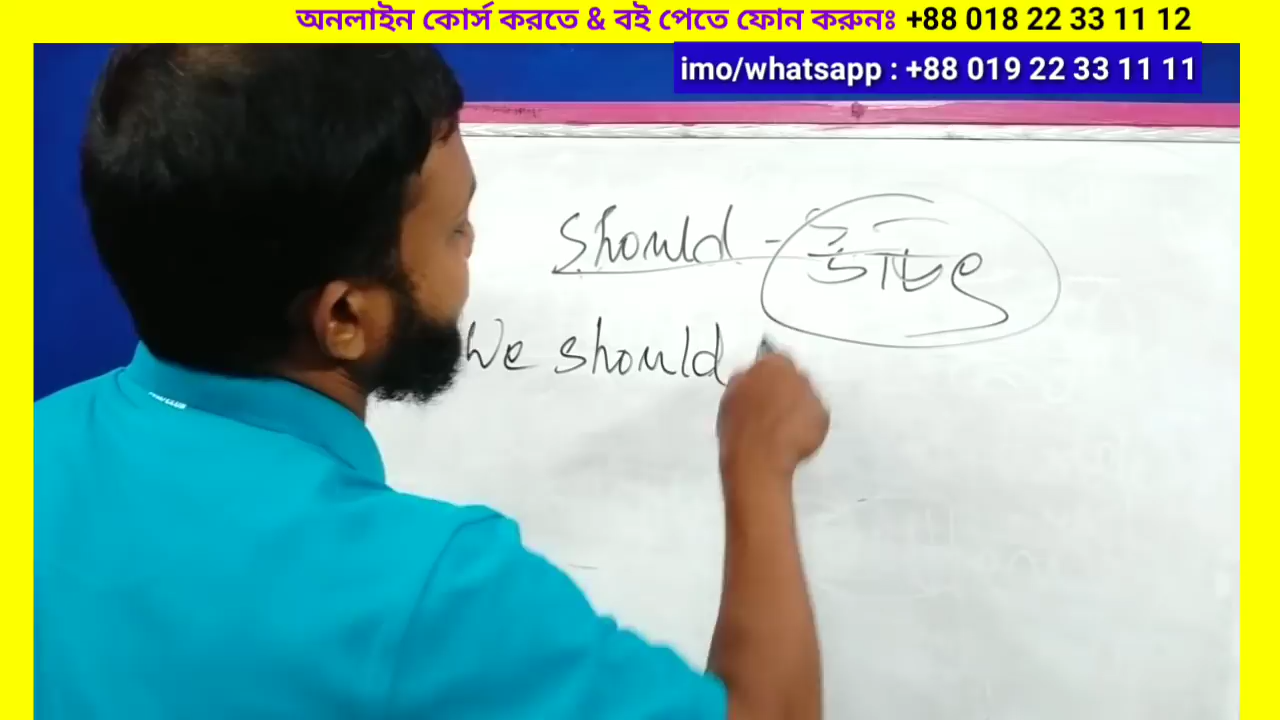 অনলাইন কোর্স করতে & বই পেতে ফোন করুনঃ +88 018 22 33 11 12
imo/whatsapp : +88 019 22 33 11 11
should - উচিৎ
We should